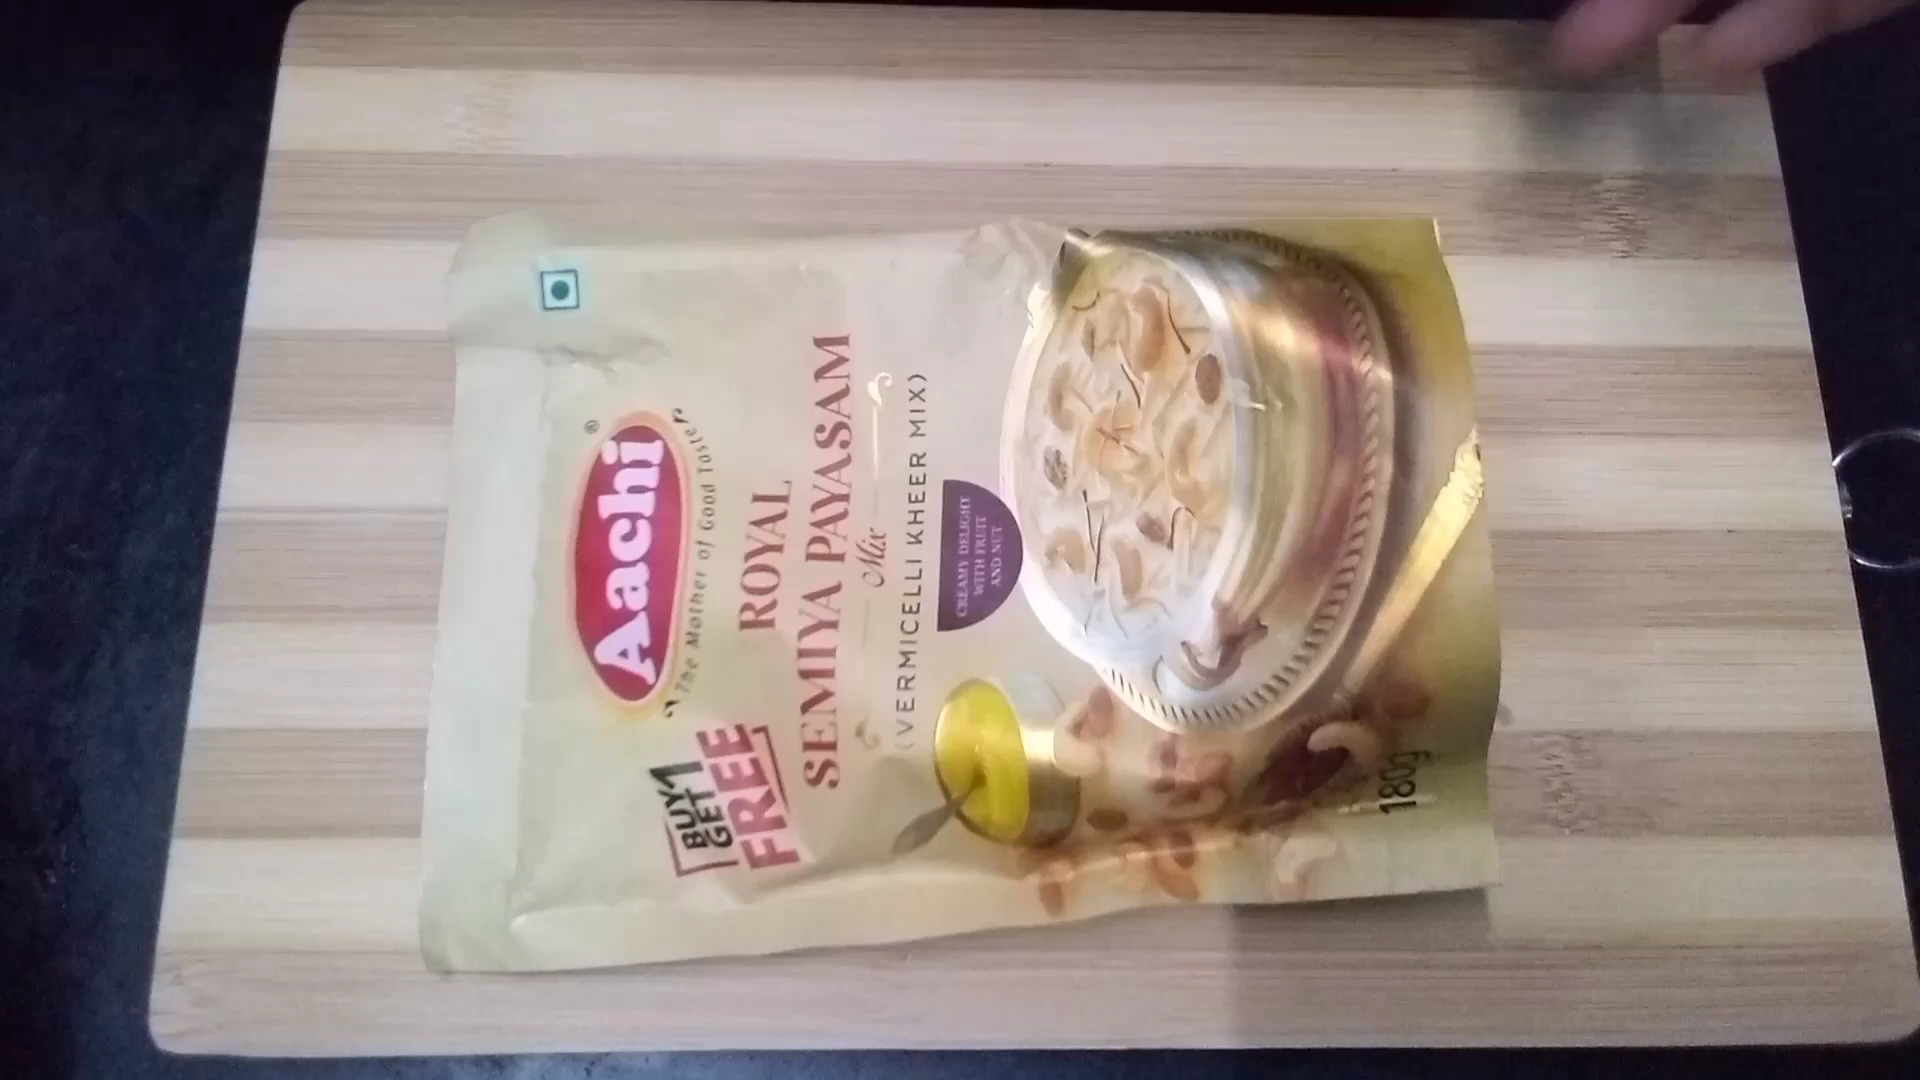 Aachi®
"The Mother of Good Taste"
BUY 1
GET 1
FREE
ROYAL
SEMIYA PAYASAM
Mix
(VERMICELLI KHEER MIX)
CREAMY DELIGHT
WITH FRUIT
AND NUT
180g